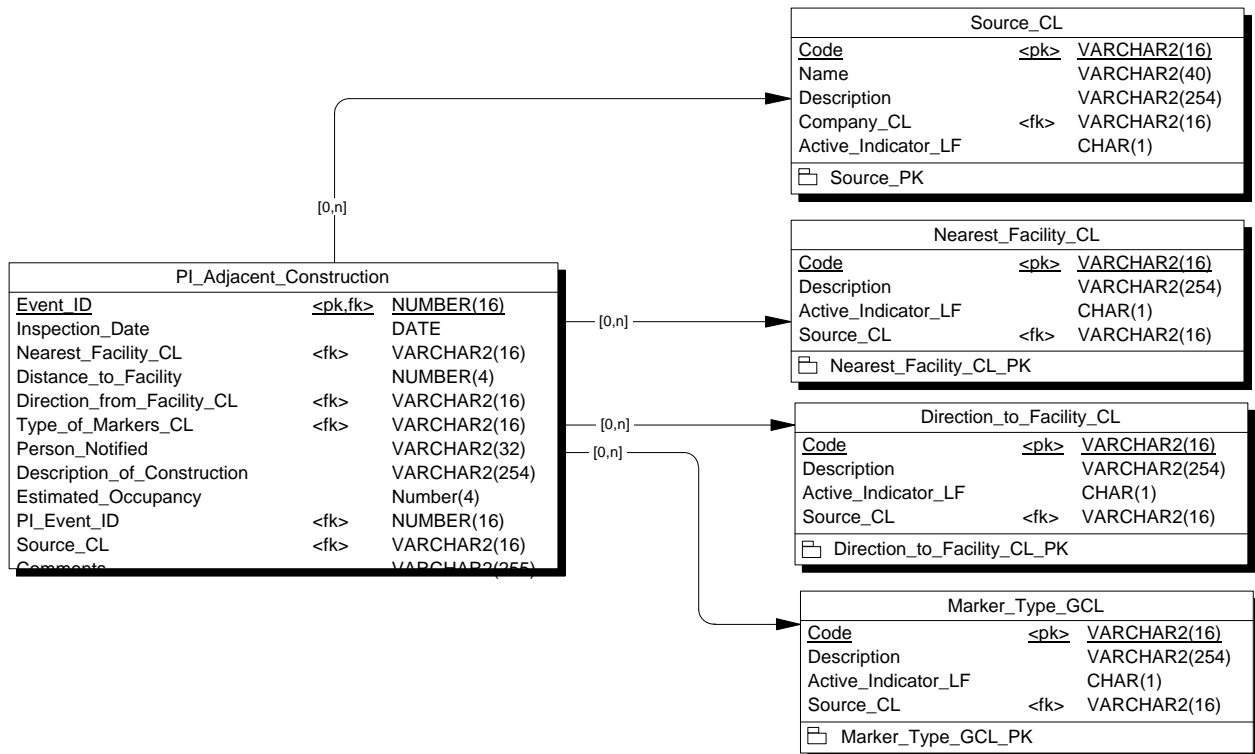 Source_CL
Code <pk> VARCHAR2(16)
Name VARCHAR2(40)
Description VARCHAR2(254)
Company_CL <fk> VARCHAR2(16)
Active_Indicator_LF CHAR(1)
Source_PK
[0,n]
Nearest_Facility_CL
Code <pk> VARCHAR2(16)
Description VARCHAR2(254)
Active_Indicator_LF CHAR(1)
Source_CL <fk> VARCHAR2(16)
Nearest_Facility_CL_PK
PI_Adjacent_Construction
Event_ID <pk,fk> NUMBER(16)
Inspection_Date DATE
Nearest_Facility_CL <fk> VARCHAR2(16)
Distance_to_Facility NUMBER(4)
Direction_from_Facility_CL <fk> VARCHAR2(16)
Type_of_Markers_CL <fk> VARCHAR2(16)
Person_Notified VARCHAR2(32)
Description_of_Construction VARCHAR2(254)
Estimated_Occupancy Number(4)
PI_Event_ID <fk> NUMBER(16)
Source_CL <fk> VARCHAR2(16)
Comments VARCHAR2(255)
[0,n]
[0,n]
[0,n]
Direction_to_Facility_CL
Code <pk> VARCHAR2(16)
Description VARCHAR2(254)
Active_Indicator_LF CHAR(1)
Source_CL <fk> VARCHAR2(16)
Direction_to_Facility_CL_PK
Marker_Type_GCL
Code <pk> VARCHAR2(16)
Description VARCHAR2(254)
Active_Indicator_LF CHAR(1)
Source_CL <fk> VARCHAR2(16)
Marker_Type_GCL_PK